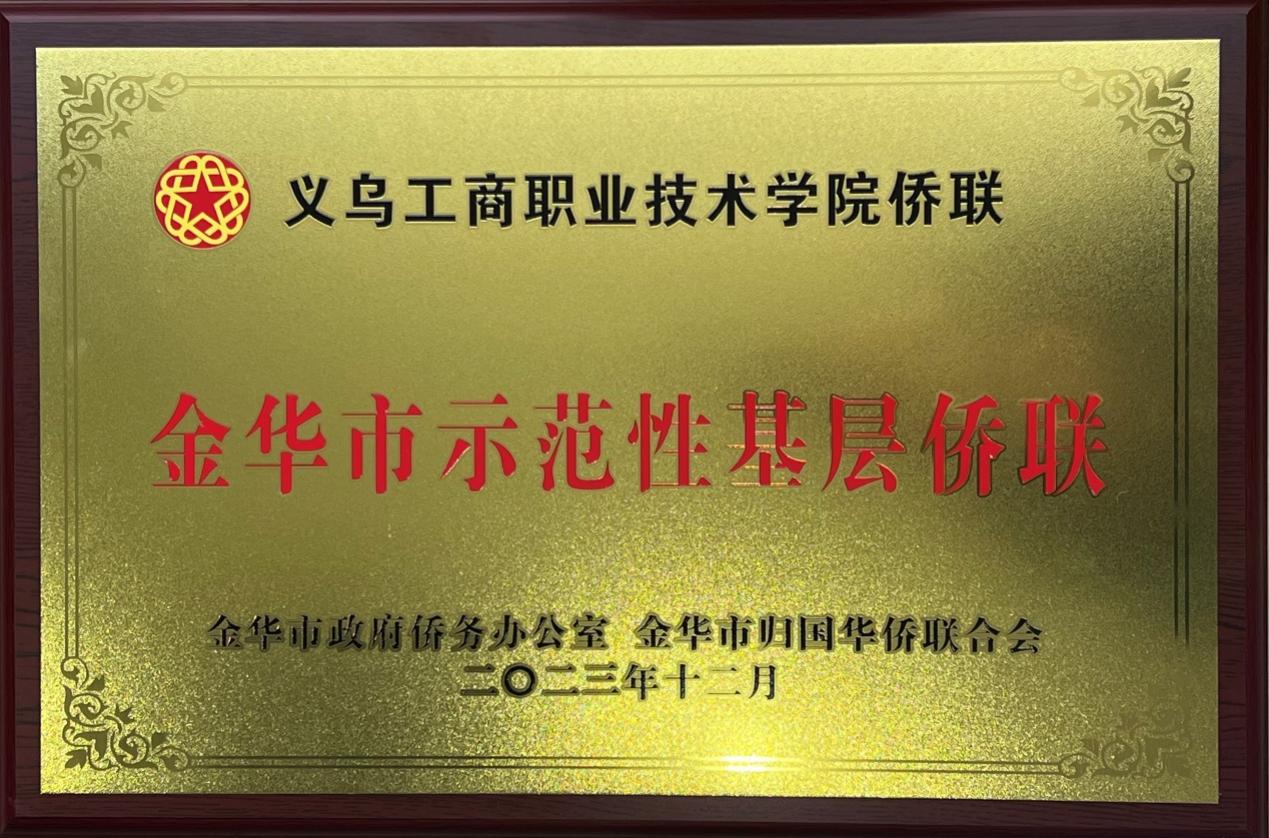 义乌工商职业技术学院侨联
金华市示范性基层侨联
金华市政府侨务办公室 金华市归国华侨联合会
二〇二三年十二月